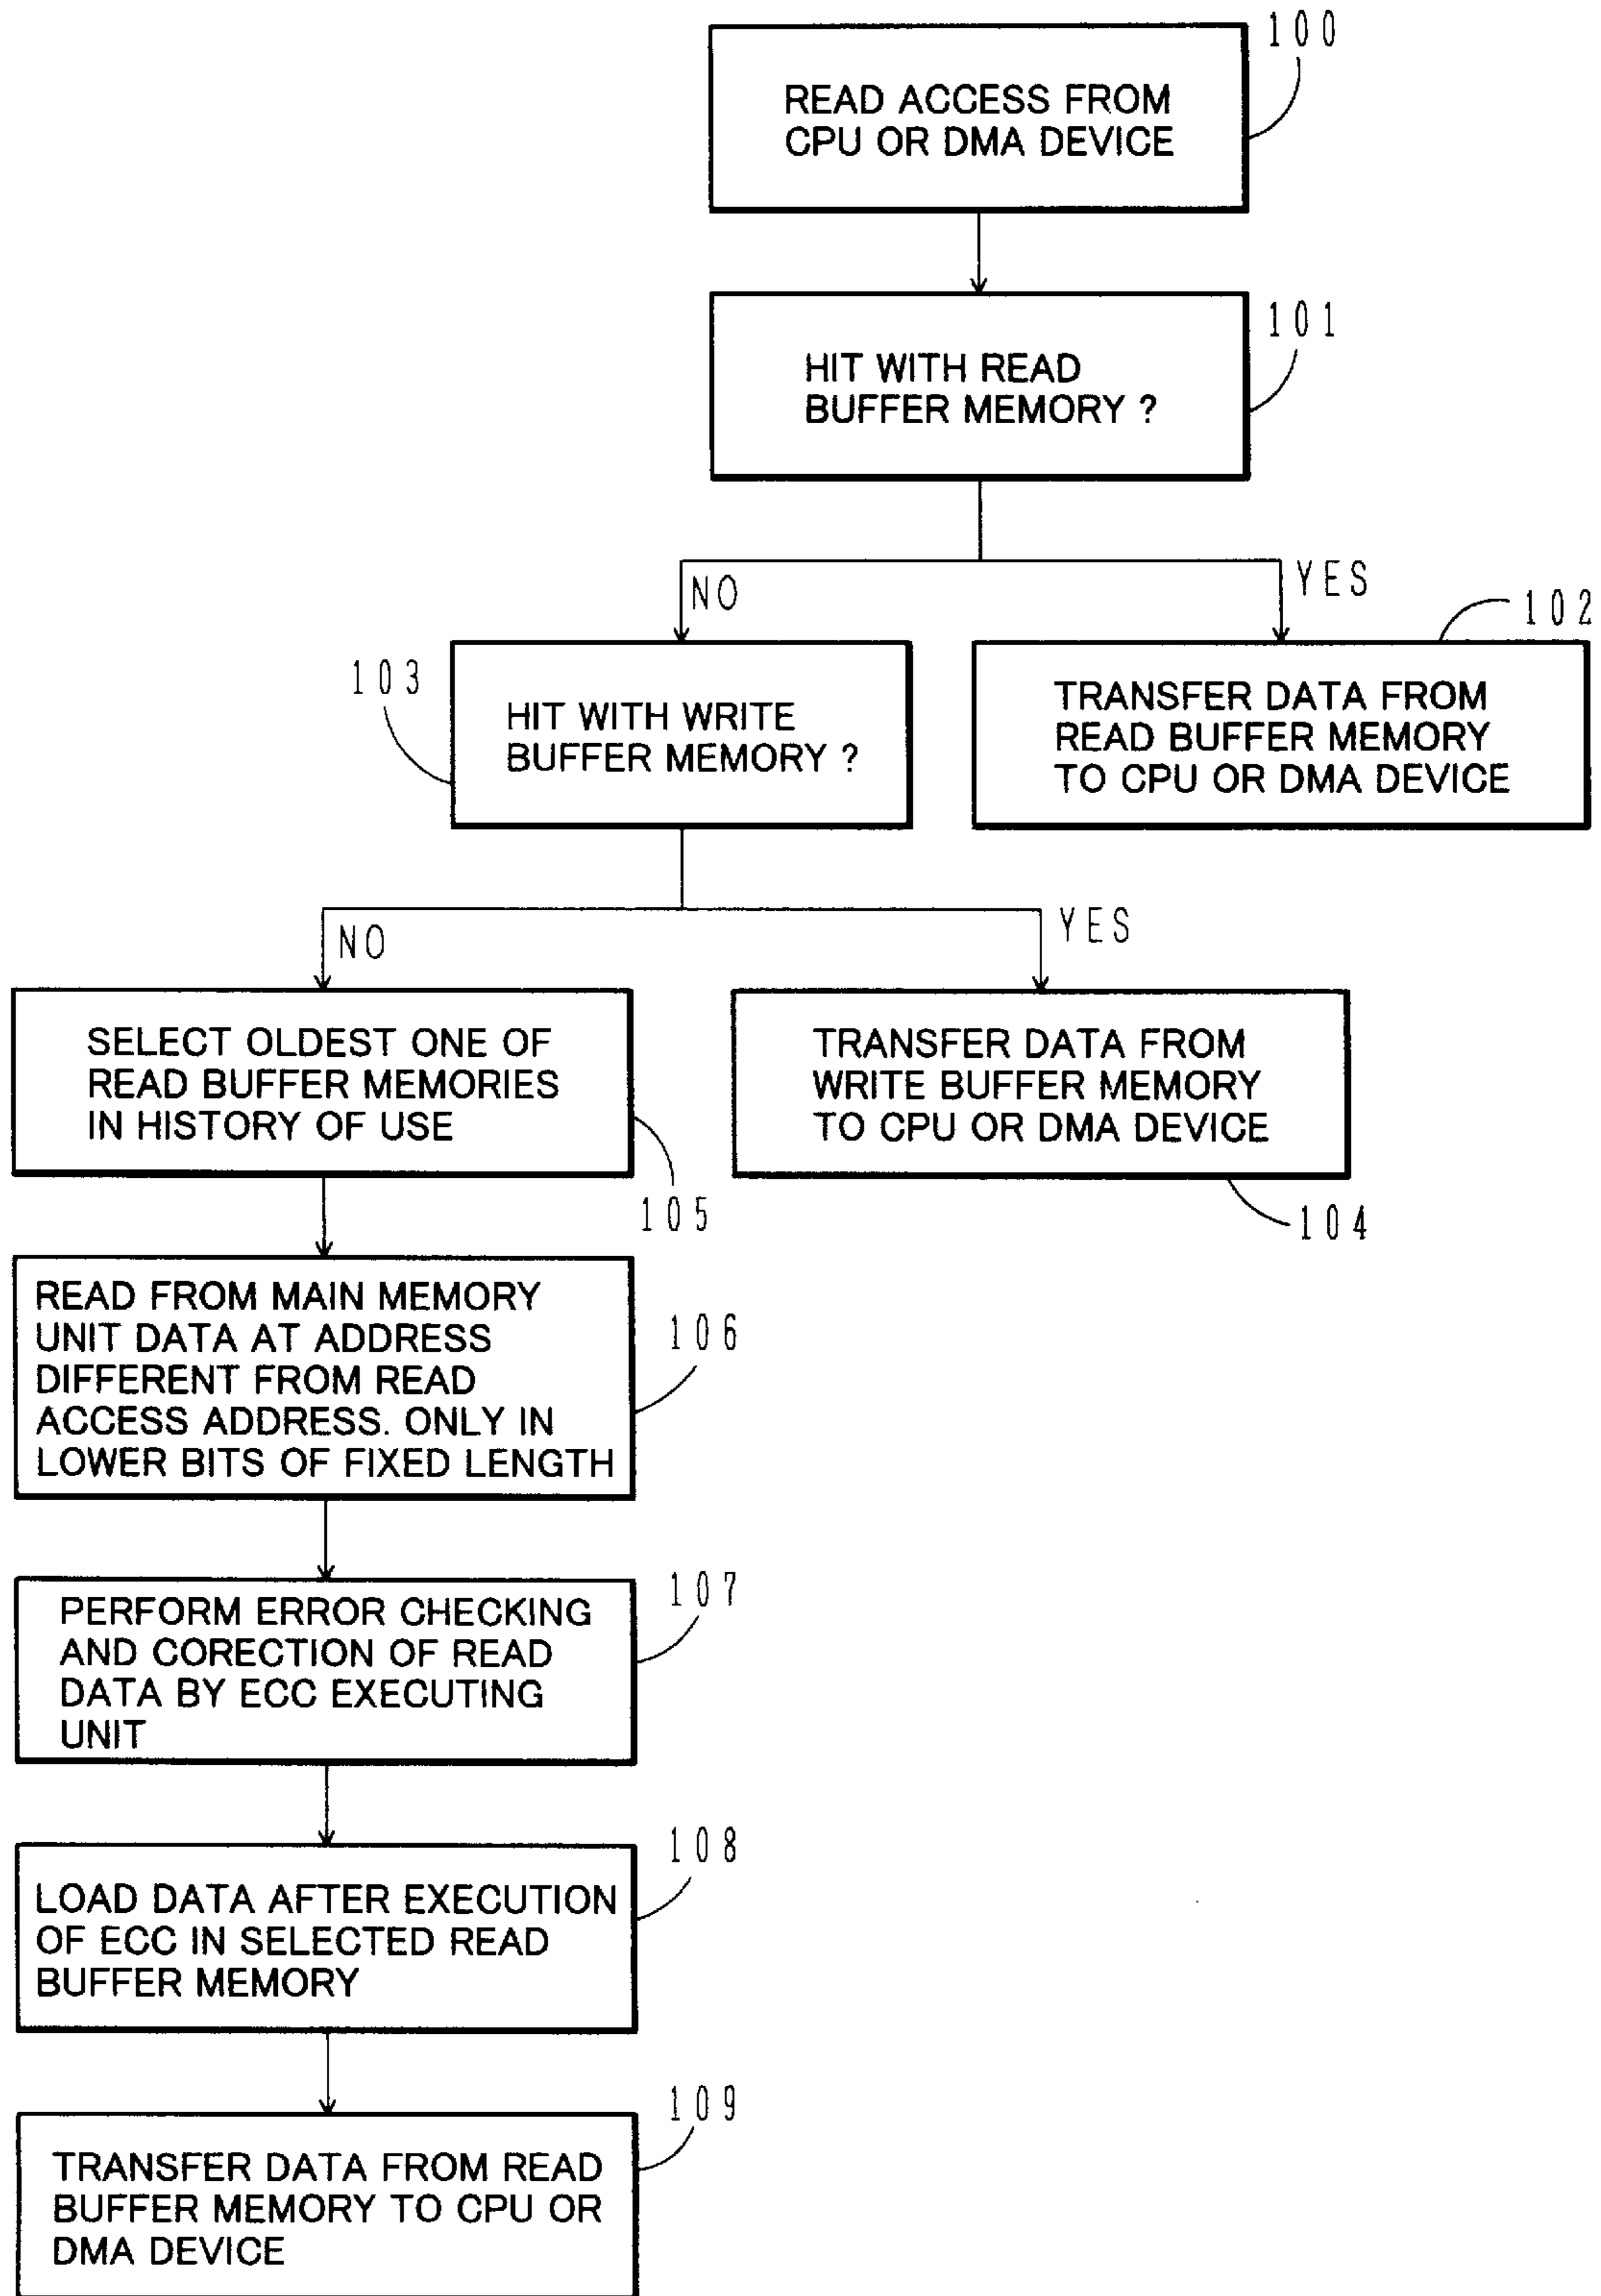 100
READ ACCESS FROM
CPU OR DMA DEVICE
101
HIT WITH READ
BUFFER MEMORY ?
NO
YES
102
103
HIT WITH WRITE
BUFFER MEMORY ?
TRANSFER DATA FROM
READ BUFFER MEMORY
TO CPU OR DMA DEVICE
NO
YES
SELECT OLDEST ONE OF
READ BUFFER MEMORIES
IN HISTORY OF USE
105
TRANSFER DATA FROM
WRITE BUFFER MEMORY
TO CPU OR DMA DEVICE
104
READ FROM MAIN MEMORY
UNIT DATA AT ADDRESS
DIFFERENT FROM READ
ACCESS ADDRESS. ONLY IN
LOWER BITS OF FIXED LENGTH
106
PERFORM ERROR CHECKING
AND CORECTION OF READ
DATA BY ECC EXECUTING
UNIT
107
LOAD DATA AFTER EXECUTION
OF ECC IN SELECTED READ
BUFFER MEMORY
108
TRANSFER DATA FROM READ
BUFFER MEMORY TO CPU OR
DMA DEVICE
109